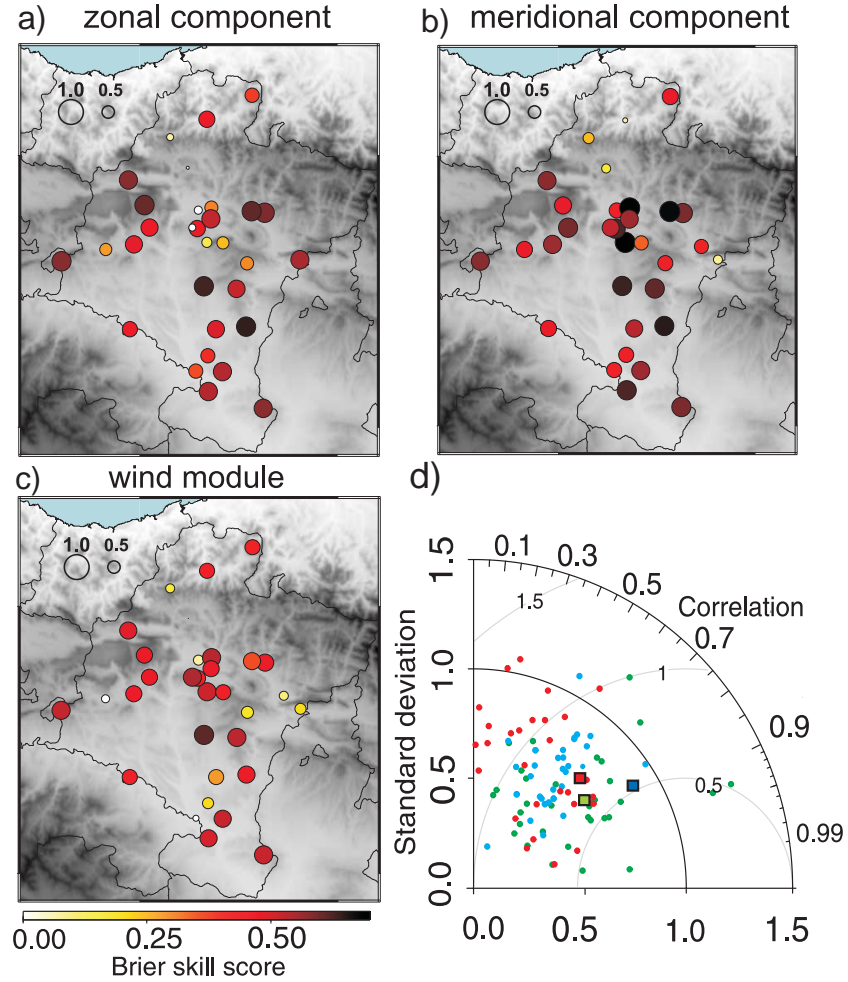 a) zonal component
b) meridional component
1.0 0.5
1.0 0.5
c) wind module
d)
1.0 0.5
0.00 0.25 0.50
Brier skill score
Standard deviation
1.5
1.0
0.5
0.0
0.0 0.5 1.0 1.5
0.1 0.3 0.5 0.7 0.9 0.99
Correlation
1.5
1
0.5